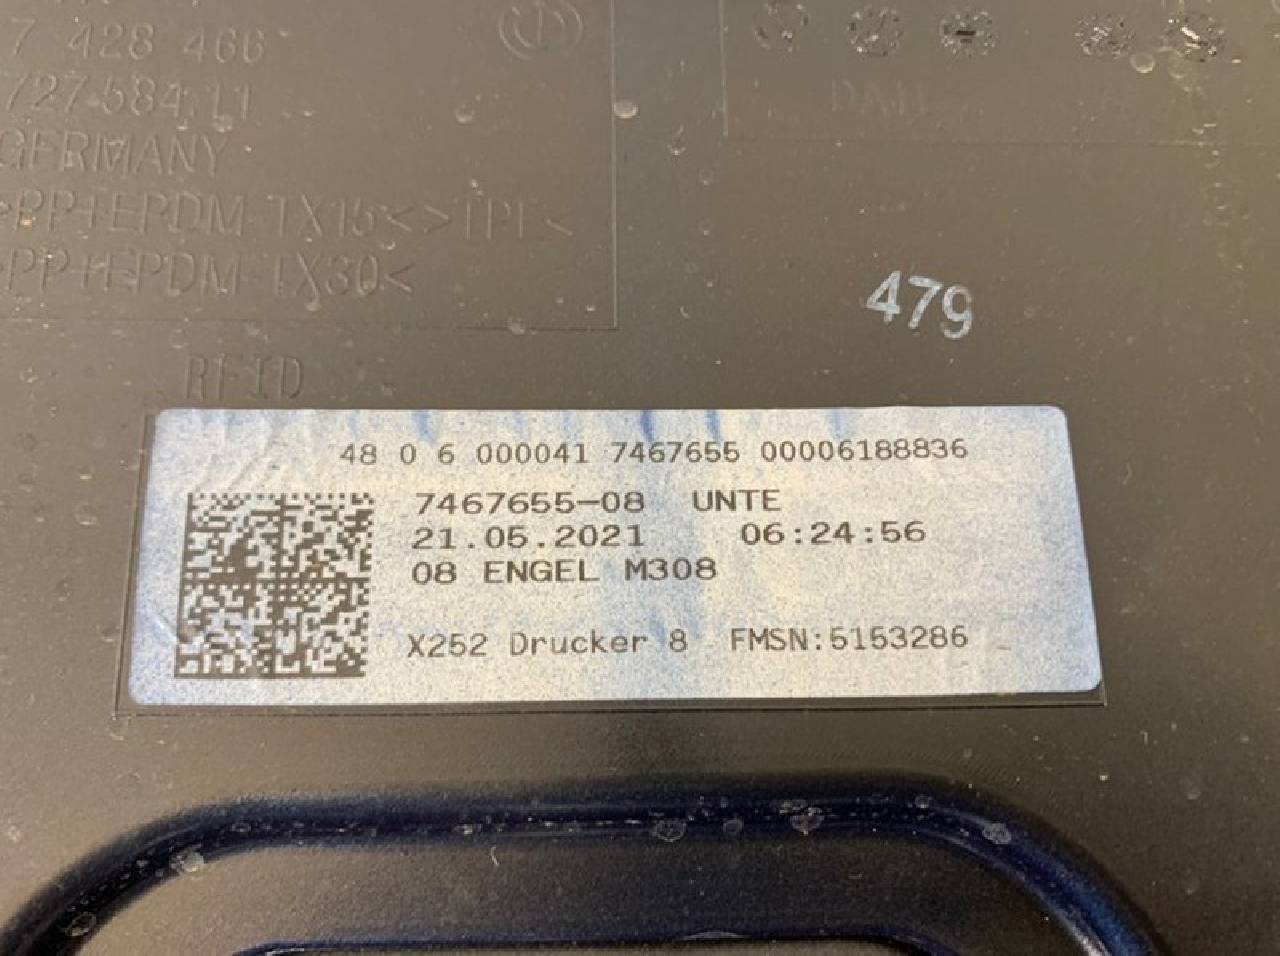 7 428 466
727 584 11
GERMANY
>PP+EPDM-TX15<>TPE<
>PP+EPDM-TX30<
479
RFID
48 0 6 000041 7467655 00006188836
7467655-08 UNTE
21.05.2021 06:24:56
08 ENGEL M308
X252 Drucker 8 FMSN:5153286